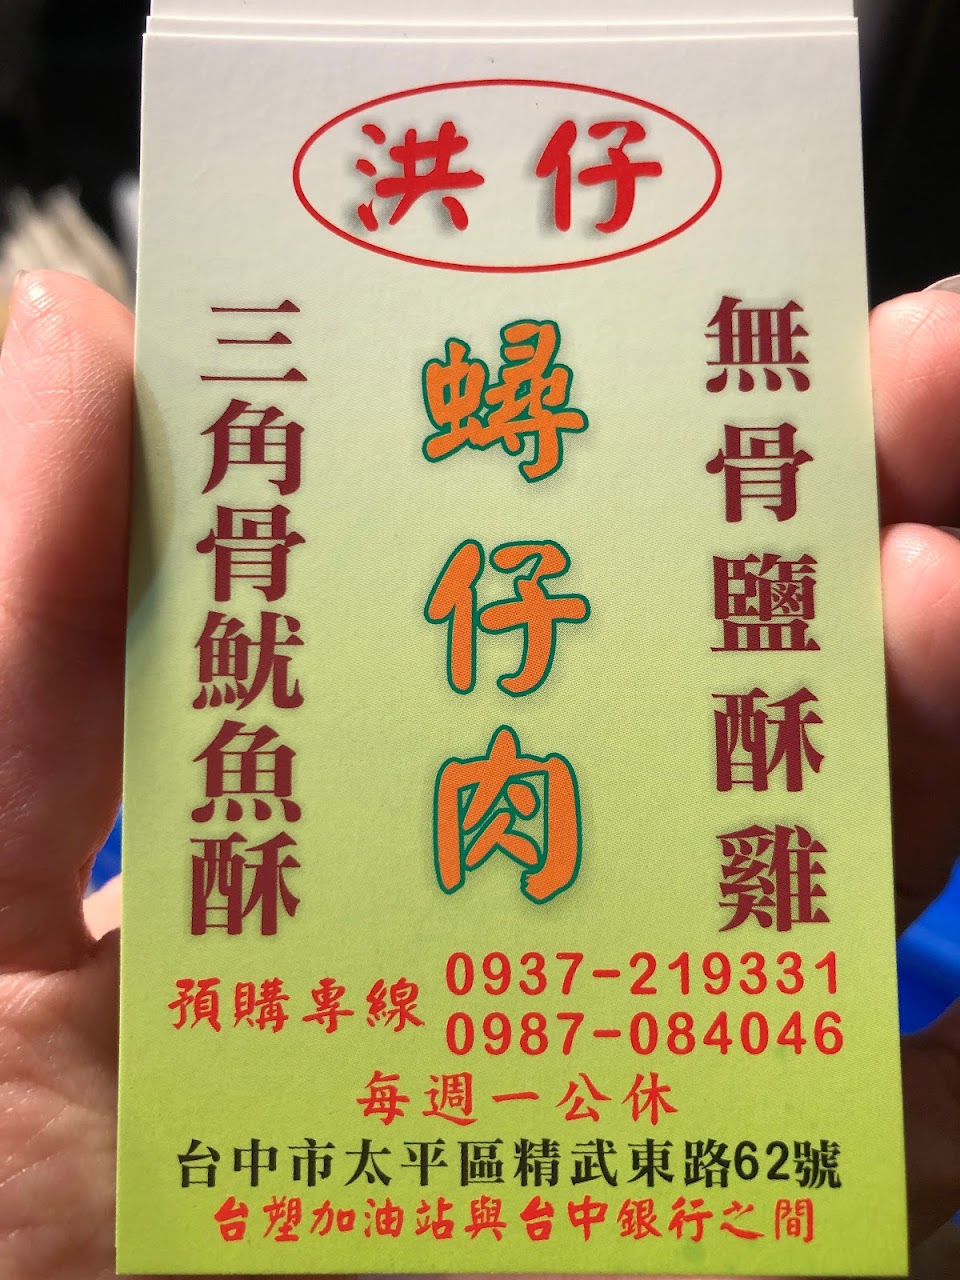 洪仔
無骨鹽酥雞
蟳仔肉
三角骨魷魚酥
預購專線
0937-219331
0987-084046
每週一公休
台中市太平區精武東路62號
台塑加油站與台中銀行之間